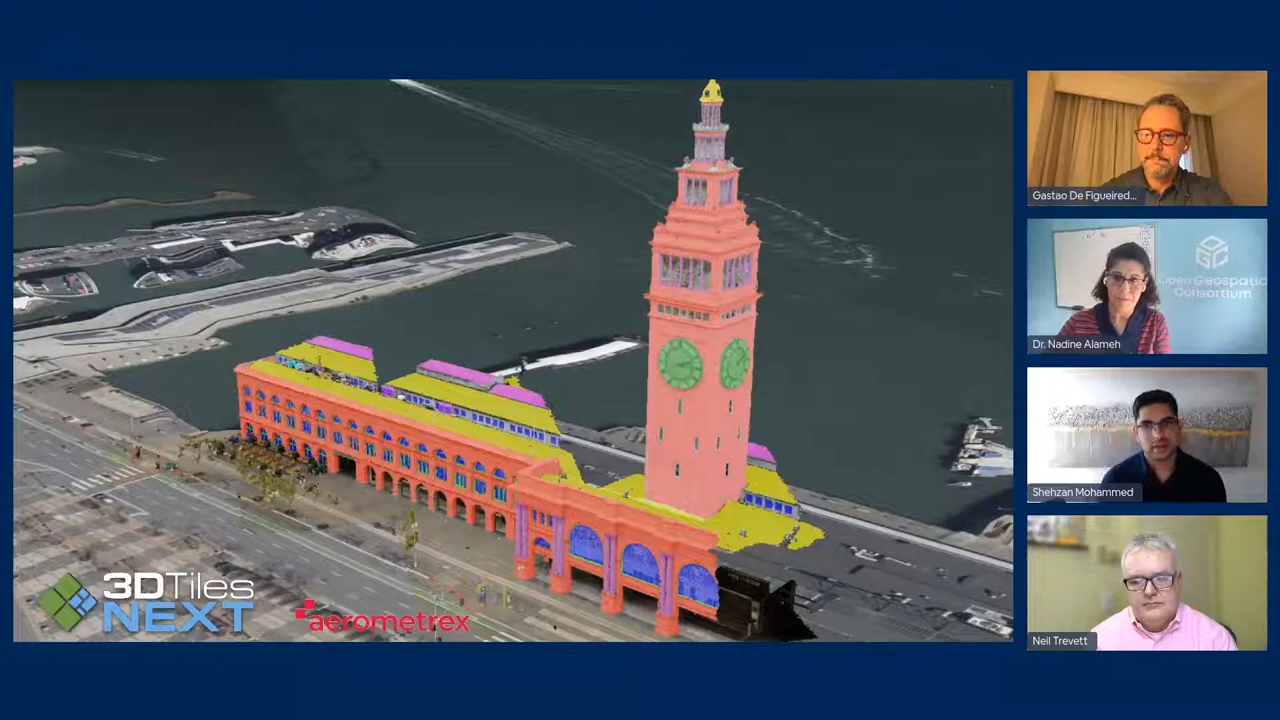 3DTiles
NEXT
aerometrex
Gastao De Figueired...
Open Geospatial
Consortium
Dr. Nadine Alameh
Shehzan Mohammed
Neil Trevett